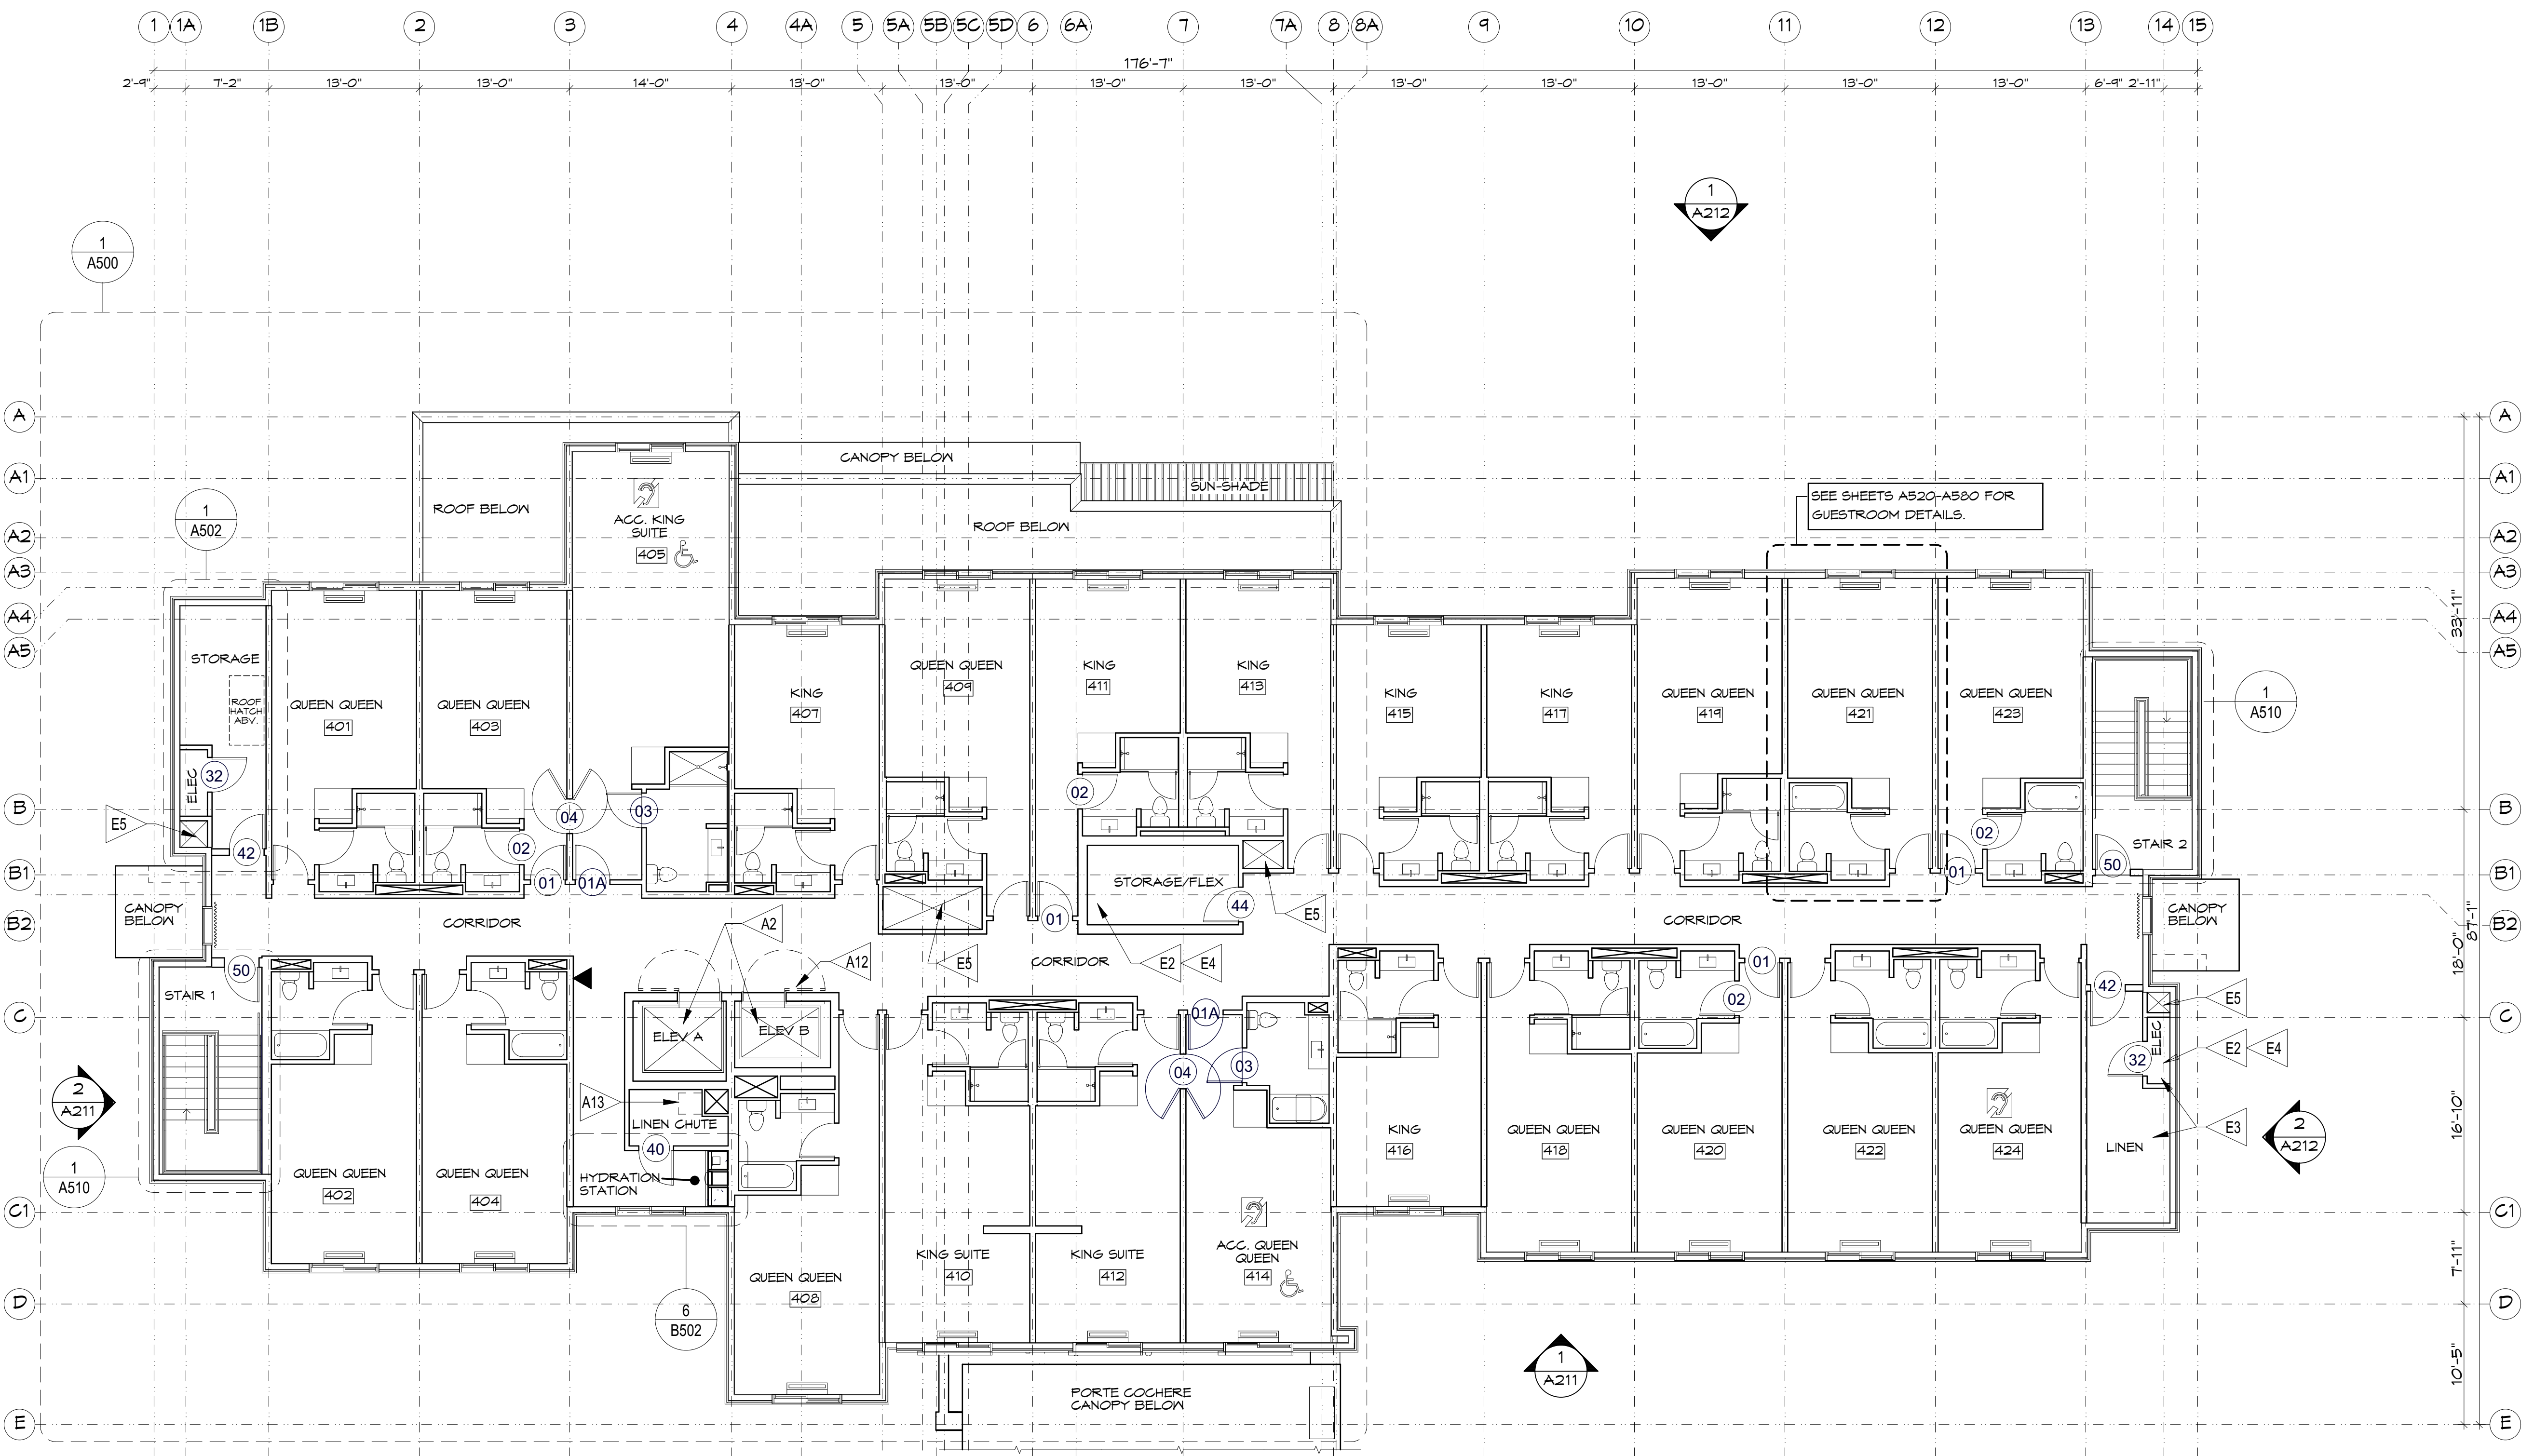 1 1A 1B 2 3 4 4A 5 5A 5B 5C 5D 6 6A 7 7A 8 8A 9 10 11 12 13 14 15
176'-7"
2'-9" 7'-2" 13'-0" 13'-0" 14'-0" 13'-0" 13'-0" 13'-0" 13'-0" 13'-0" 13'-0" 13'-0" 13'-0" 13'-0" 6'-9" 2'-11"
1
A212
1
A500
A A
CANOPY BELOW
A1 A1
SUN-SHADE
SEE SHEETS A520-A580 FOR
GUESTROOM DETAILS.
1
A502
ROOF BELOW
ACC. KING
SUITE
405
ROOF BELOW
A2 A2
A3 A3
A4 A4
33'-11"
A5 A5
STORAGE
ROOF
HATCH
ABV.
QUEEN QUEEN
401
QUEEN QUEEN
403
KING
407
QUEEN QUEEN
409
KING
411
KING
413
KING
415
KING
417
QUEEN QUEEN
419
QUEEN QUEEN
421
QUEEN QUEEN
423
1
A510
ELEC
32
B B
E5
42
04
03
02
01
01A
02
01
02
01
STAIR 2
50
B1 B1
STORAGE/FLEX
44
E5
CANOPY
BELOW
CORRIDOR
A2
A12
E5
CORRIDOR
E2 E4
CORRIDOR
CANOPY
BELOW
B2 B2
87'-1"
18'-0"
50
STAIR 1
01
02
42
E5
C C
ELEV A
ELEV B
01A
03
04
ELEC
32
E2 E4
2
A211
A13
LINEN CHUTE
40
HYDRATION
STATION
KING
416
QUEEN QUEEN
418
QUEEN QUEEN
420
QUEEN QUEEN
422
QUEEN QUEEN
424
LINEN
E3
2
A212
16'-10"
1
A510
QUEEN QUEEN
402
QUEEN QUEEN
404
C1 C1
KING SUITE
410
KING SUITE
412
ACC. QUEEN
QUEEN
414
7'-11"
QUEEN QUEEN
408
D D
6
B502
1
A211
10'-5"
PORTE COCHERE
CANOPY BELOW
E E